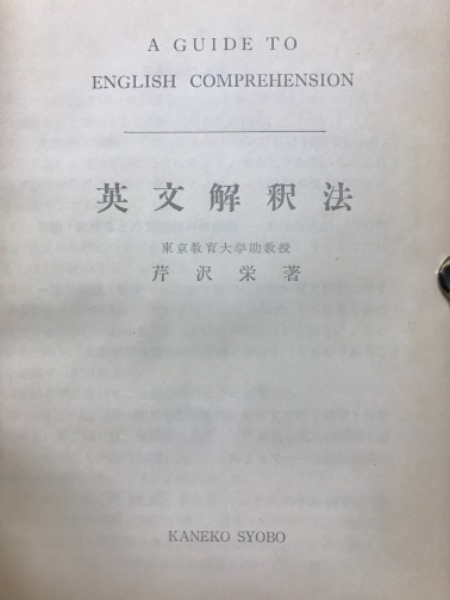 A GUIDE TO
ENGLISH COMPREHENSION
英文解釈法
東京教育大学助教授
芹沢栄著
KANEKO SYOBO